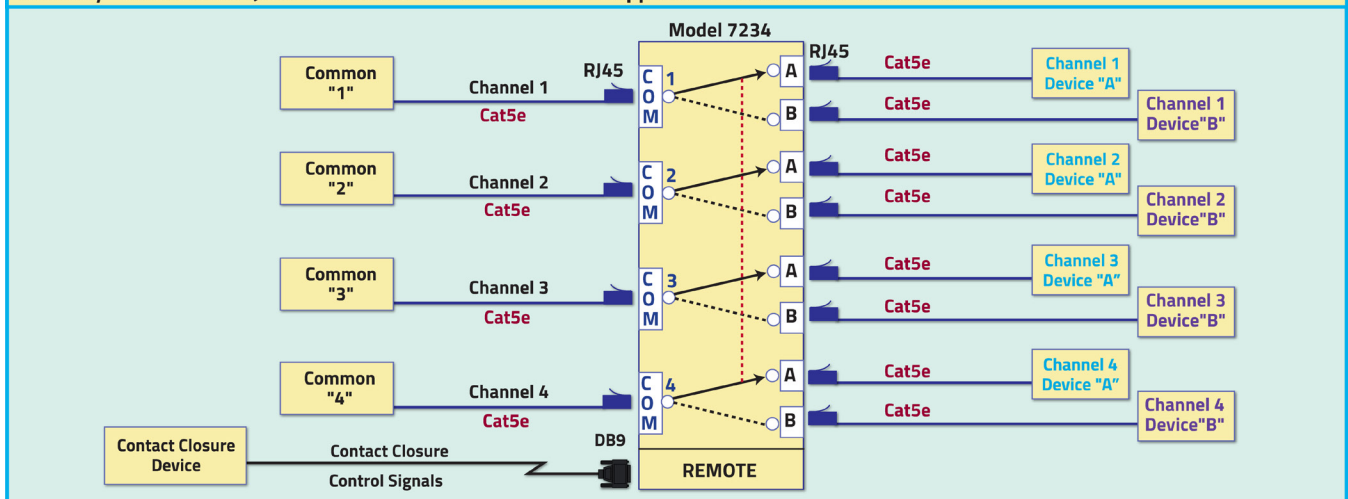 Model 7234
Common
"1"
Channel 1
Cat5e
RJ45
C
O
M
1
A
B
RJ45
Cat5e
Channel 1
Device "A"
Cat5e
Channel 1
Device"B"
Common
"2"
Channel 2
Cat5e
C
O
M
2
A
B
Cat5e
Channel 2
Device "A"
Cat5e
Channel 2
Device"B"
Common
"3"
Channel 3
Cat5e
C
O
M
3
A
B
Cat5e
Channel 3
Device "A”
Cat5e
Channel 3
Device"B"
Common
"4"
Channel 4
Cat5e
C
O
M
4
A
B
Cat5e
Channel 4
Device "A”
Cat5e
Channel 4
Device"B"
Contact Closure
Device
Contact Closure
Control Signals
DB9
REMOTE